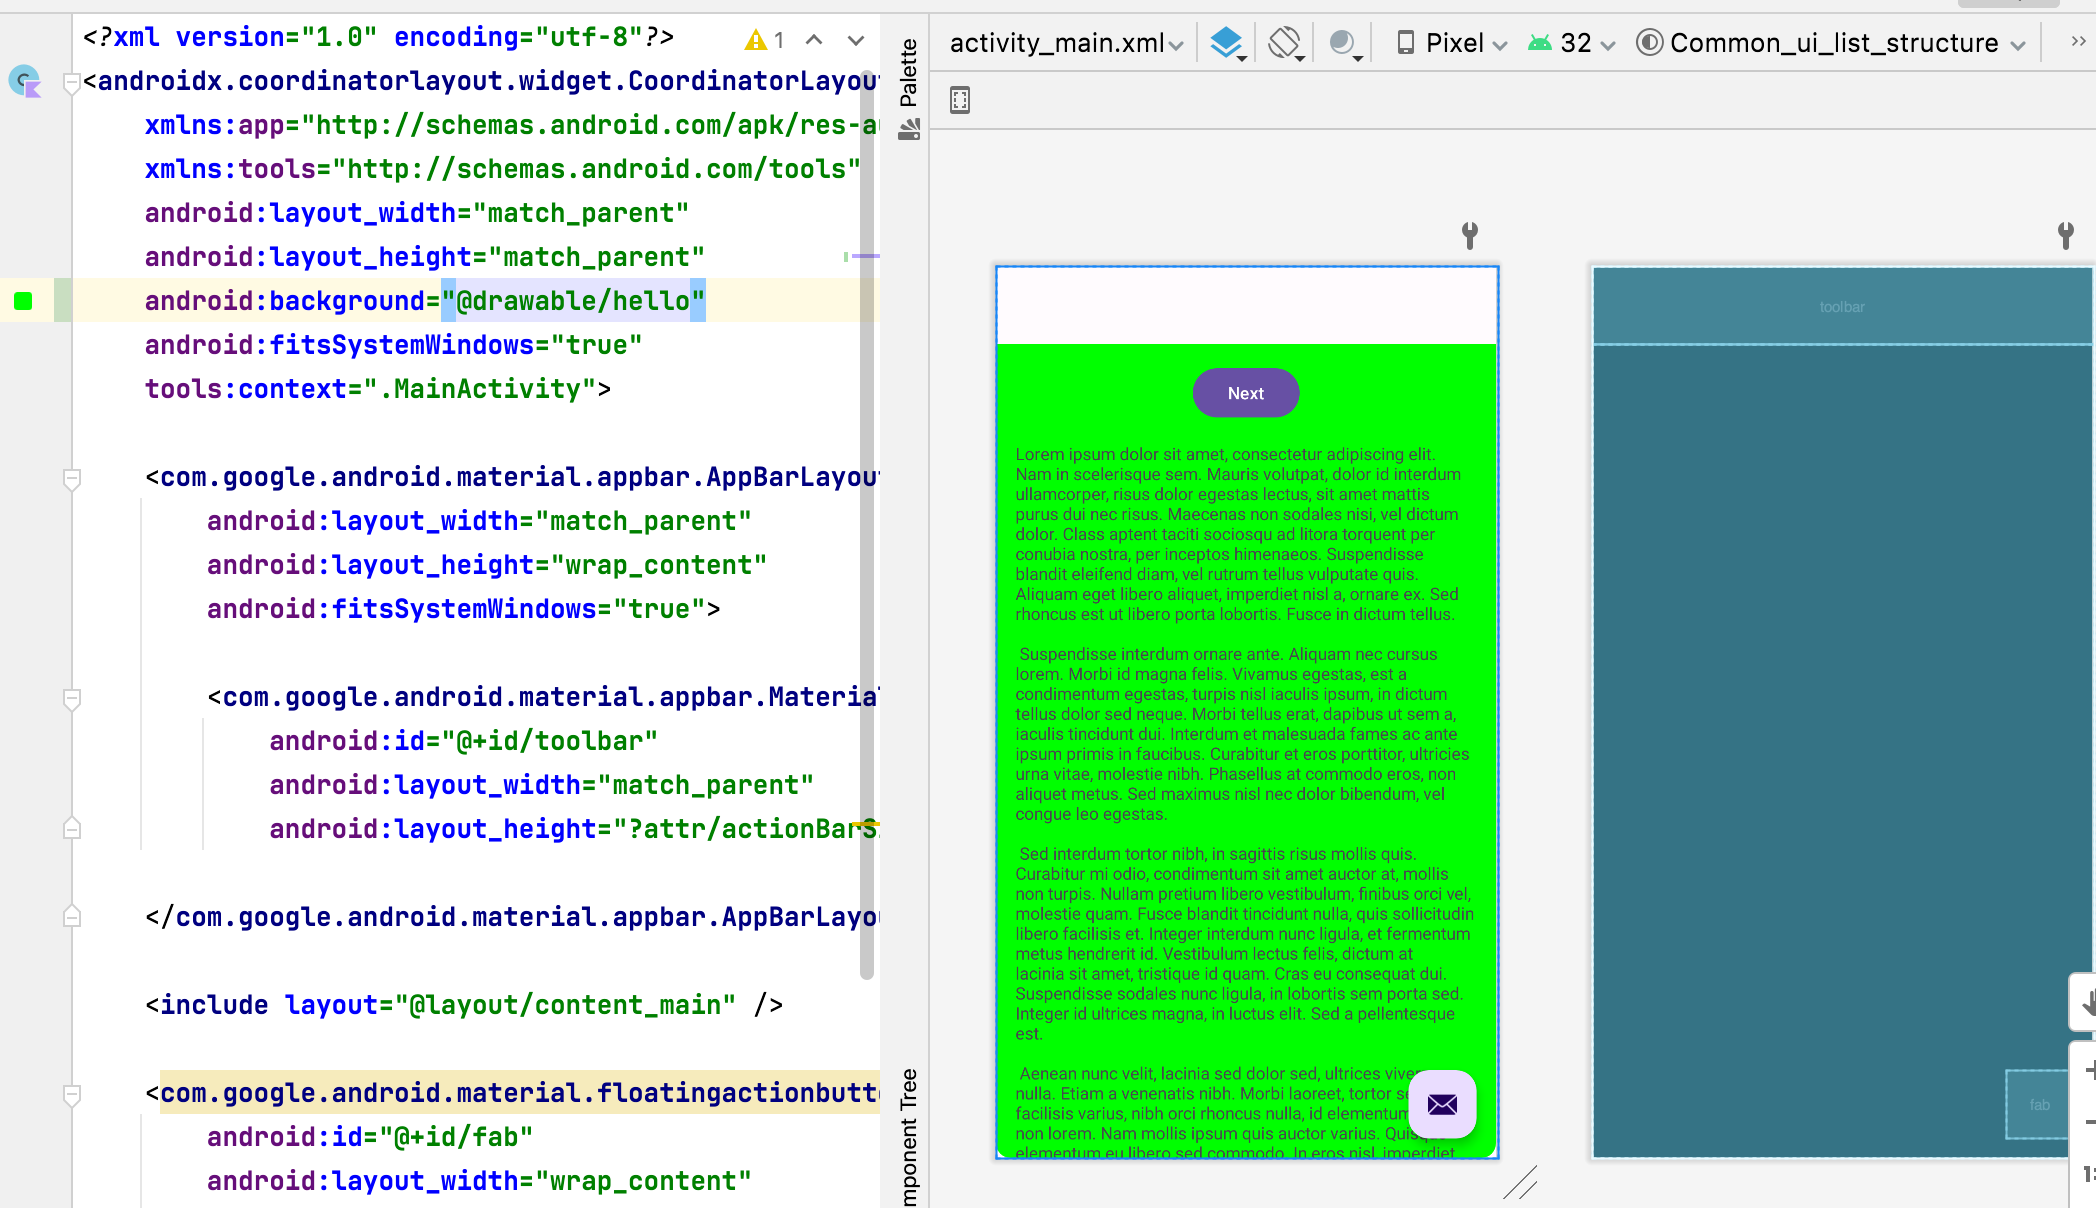 <?xml version="1.0" encoding="utf-8"?>
1
<androidx.coordinatorlayout.widget.CoordinatorLayou
xmlns:app="http://schemas.android.com/apk/res-a
xmlns:tools="http://schemas.android.com/tools"
android:layout_width="match_parent"
android:layout_height="match_parent"
android:background="@drawable/hello"
android:fitsSystemWindows="true"
tools:context=".MainActivity">
<com.google.android.material.appbar.AppBarLayou
android:layout_width="match_parent"
android:layout_height="wrap_content"
android:fitsSystemWindows="true">
<com.google.android.material.appbar.Material
android:id="@+id/toolbar"
android:layout_width="match_parent"
android:layout_height="?attr/actionBarS
</com.google.android.material.appbar.AppBarLayou
<include layout="@layout/content_main" />
<com.google.android.material.floatingactionbutt
android:id="@+id/fab"
android:layout_width="wrap_content"
Palette
mponent Tree
activity_main.xml
Pixel
32
Common_ui_list_structure
Next
Lorem ipsum dolor sit amet, consectetur adipiscing elit.
Nam in scelerisque sem. Mauris volutpat, dolor id interdum
ullamcorper, risus dolor egestas lectus, sit amet mattis
purus dui nec risus. Maecenas non sodales nisi, vel dictum
dolor. Class aptent taciti sociosqu ad litora torquent per
conubia nostra, per inceptos himenaeos. Suspendisse
blandit eleifend diam, vel rutrum tellus vulputate quis.
Aliquam eget libero aliquet, imperdiet nisl a, ornare ex. Sed
rhoncus est ut libero porta lobortis. Fusce in dictum tellus.
Suspendisse interdum ornare ante. Aliquam nec cursus
lorem. Morbi id magna felis. Vivamus egestas, est a
condimentum egestas, turpis nisl iaculis ipsum, in dictum
tellus dolor sed neque. Morbi tellus erat, dapibus ut sem a,
iaculis tincidunt dui. Interdum et malesuada fames ac ante
ipsum primis in faucibus. Curabitur et eros porttitor, ultricies
urna vitae, molestie nibh. Phasellus at commodo eros, non
aliquet metus. Sed maximus nisl nec dolor bibendum, vel
congue leo egestas.
Sed interdum tortor nibh, in sagittis risus mollis quis.
Curabitur mi odio, condimentum sit amet auctor at, mollis
non turpis. Nullam pretium libero vestibulum, finibus orci vel,
molestie quam. Fusce blandit tincidunt nulla, quis sollicitudin
libero facilisis et. Integer interdum nunc ligula, et fermentum
metus hendrerit id. Vestibulum lectus felis, dictum at
lacinia sit amet, tristique id quam. Cras eu consequat dui.
Suspendisse sodales nunc ligula, in lobortis sem porta sed.
Integer id ultrices magna, in luctus elit. Sed a pellentesque
est.
Aenean nunc velit, lacinia sed dolor sed, ultrices vive
nulla. Etiam a venenatis nibh. Morbi laoreet, tortor se
facilisis varius, nibh orci rhoncus nulla, id elementum
non lorem. Nam mollis ipsum quis auctor varius. Quis
elementum eu libero sed commodo. In eros nisl, imperdiet
toolbar
fab